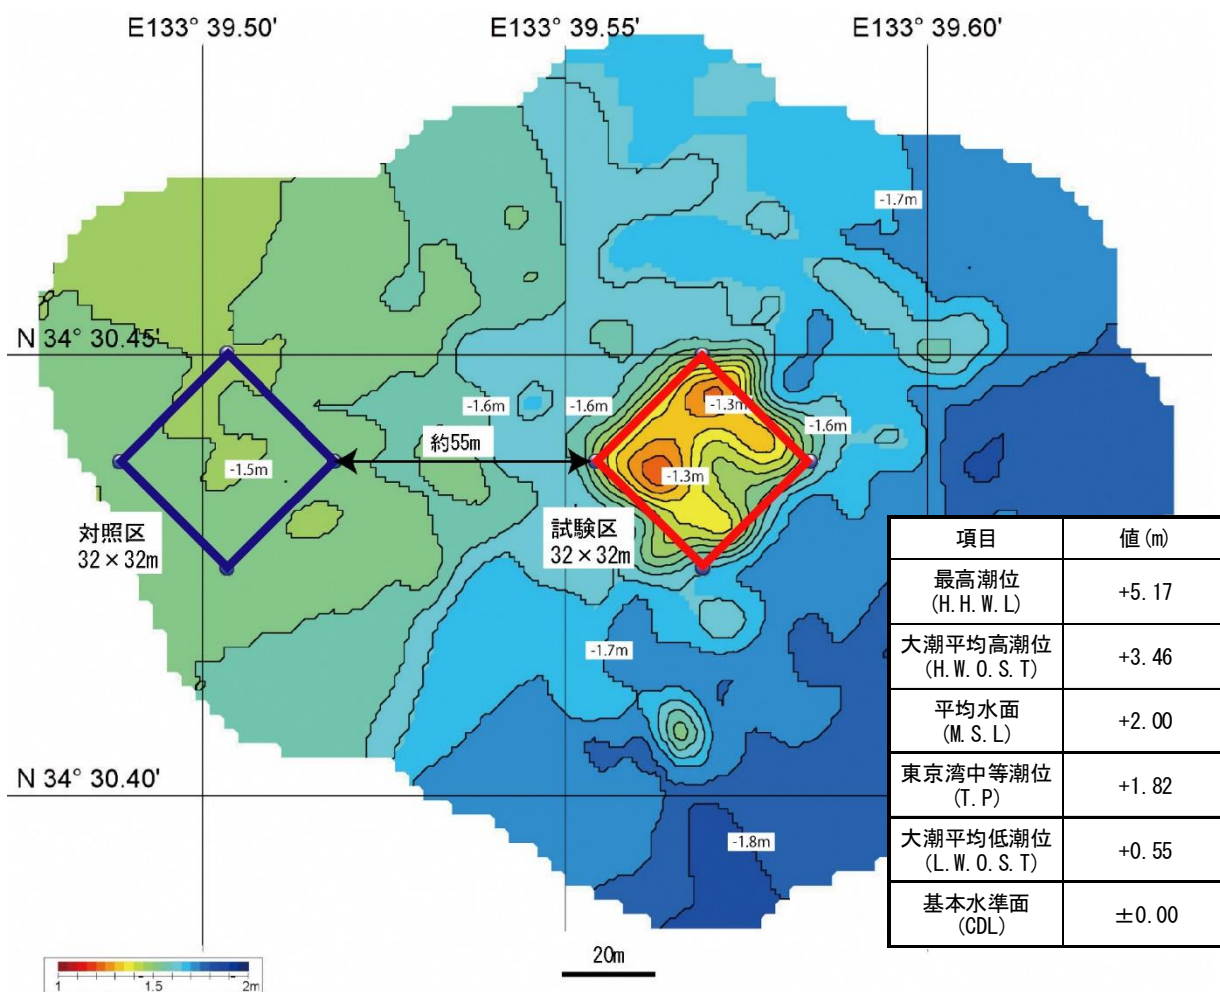 E133° 39.50'
E133° 39.55'
E133° 39.60'
-1.7m
N 34° 30.45'
-1.6m
-1.6m
-1.3m
-1.6m
約55m
-1.5m
-1.3m
対照区
32×32m
試験区
32×32m
-1.7m
N 34° 30.40'
-1.8m
項目 値(m)
最高潮位
(H.H.W.L) +5.17
大潮平均高潮位
(H.W.O.S.T) +3.46
平均水面
(M.S.L) +2.00
東京湾中等潮位
(T.P) +1.82
大潮平均低潮位
(L.W.O.S.T) +0.55
基本水準面
(CDL) ±0.00
20m
1 1.5 2m